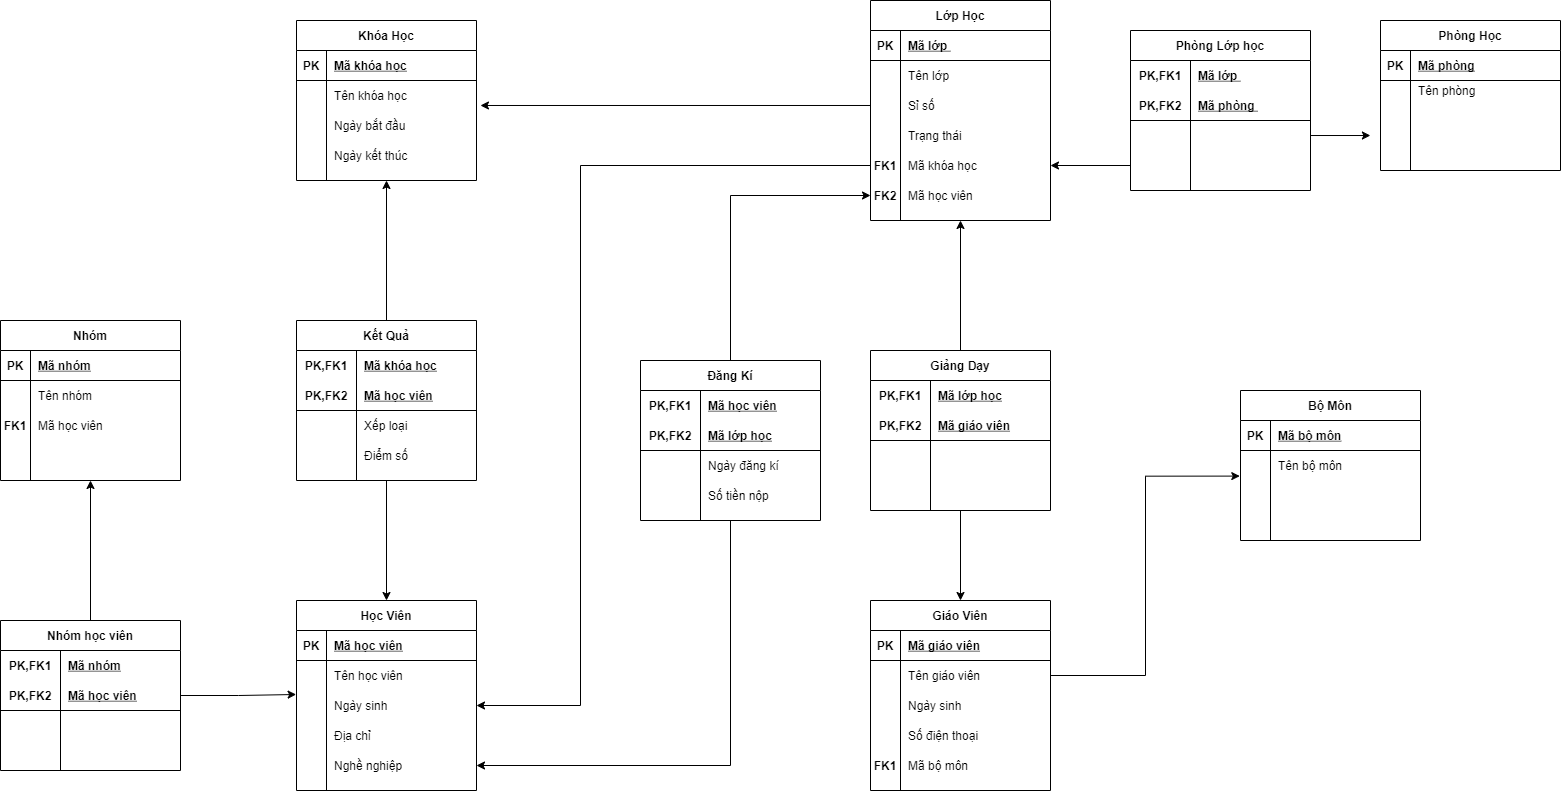 Khóa Học
PK Mã khóa học
Tên khóa học
Ngày bắt đầu
Ngày kết thúc
Lớp Học
PK Mã lớp
Tên lớp
Sỉ số
Trạng thái
FK1 Mã khóa học
FK2 Mã học viên
Phòng Lớp học
PK,FK1 Mã lớp
PK,FK2 Mã phỏng
Phòng Học
PK Mã phòng
Tên phòng
Nhóm
PK Mã nhóm
Tên nhóm
FK1 Mã học viên
Kết Quả
PK,FK1 Mã khóa học
PK,FK2 Mã học viên
Xếp loại
Điểm số
Đăng Kí
PK,FK1 Mã học viên
PK,FK2 Mã lớp học
Ngày đăng kí
Số tiền nộp
Giảng Dạy
PK,FK1 Mã lớp học
PK,FK2 Mã giáo viên
Bộ Môn
PK Mã bộ môn
Tên bộ môn
Nhóm học viên
PK,FK1 Mã nhóm
PK,FK2 Mã học viên
Học Viên
PK Mã học viên
Tên học viên
Ngày sinh
Địa chỉ
Nghề nghiệp
Giáo Viên
PK Mã giáo viên
Tên giáo viên
Ngày sinh
Số điện thoại
FK1 Mã bộ môn